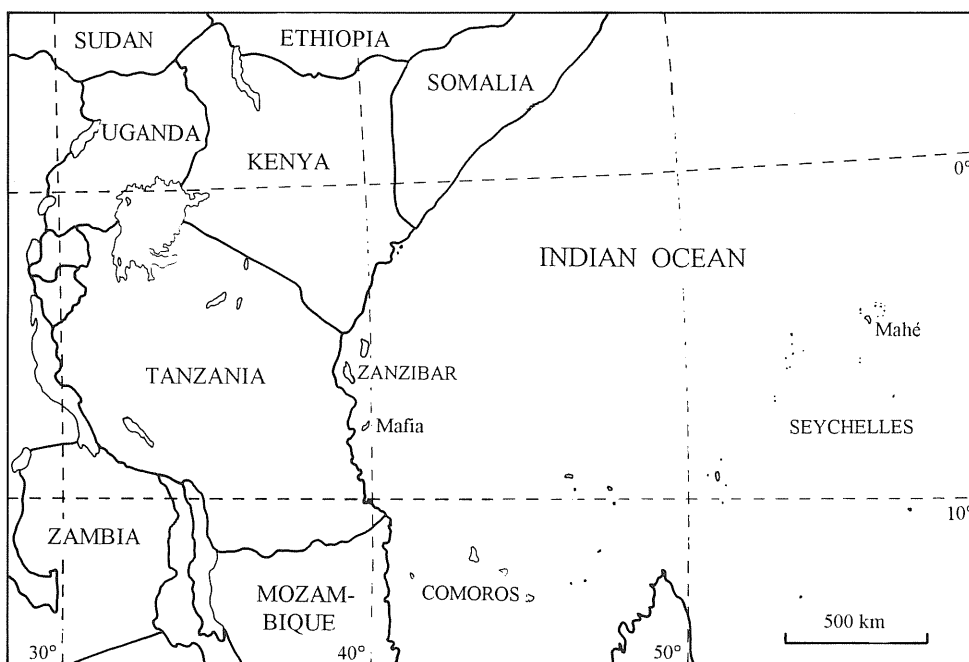 SUDAN
ETHIOPIA
SOMALIA
UGANDA
KENYA
0°
INDIAN OCEAN
Mahé
TANZANIA
ZANZIBAR
Mafia
SEYCHELLES
10°
ZAMBIA
COMOROS
MOZAM-
BIQUE
500 km
30°
40°
50°